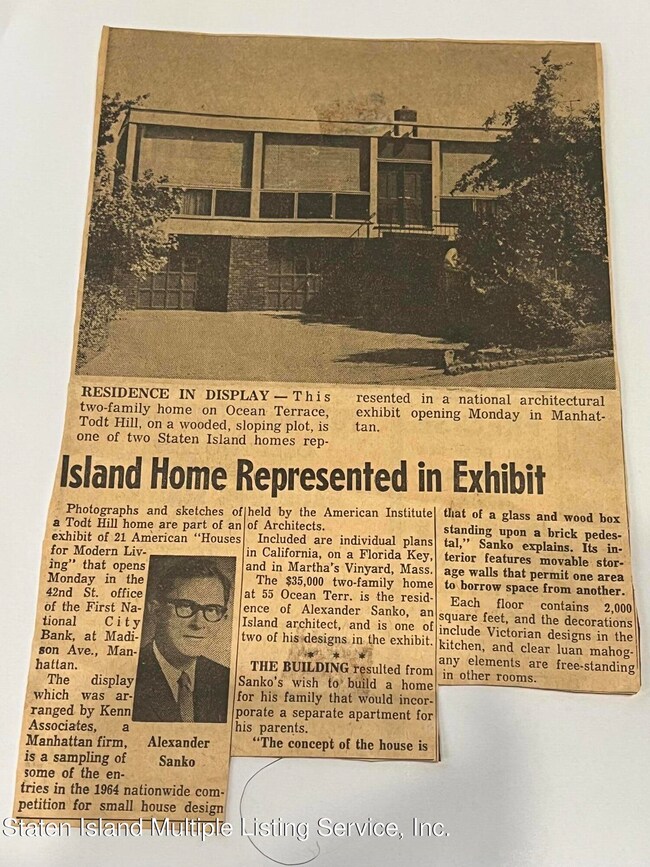 RESIDENCE IN DISPLAY — This
two-family home on Ocean Terrace,
Todt Hill, on a wooded, sloping plot, is
one of two Staten Island homes rep-
resented in a national architectural
exhibit opening Monday in Manhat-
tan.
Island Home Represented in Exhibit
Photographs and sketches of
a Todt Hill home are part of an
exhibit of 21 American "Houses
for Modern Liv-
ing" that opens
Monday in the
42nd St. office
of the First Na-
tional City
Bank, at Madi-
son Ave., Man-
hattan.
The display
which was ar-
ranged by Kenn
Associates, a
Manhattan firm,
is a sampling of
some of the en-
tries in the 1964 nationwide com-
petition for small house design
Alexander
Sanko
held by the American Institute
of Architects.
Included are individual plans
in California, on a Florida Key,
and in Martha's Vinyard, Mass.
The $35,000 two-family home
at 55 Ocean Terr. is the resid-
ence of Alexander Sanko, an
Island architect, and is one of
two of his designs in the exhibit.
* * *
THE BUILDING resulted from
Sanko's wish to build a home
for his family that would incor-
porate a separate apartment for
his parents.
"The concept of the house is
that of a glass and wood box
standing upon a brick pedes-
tal," Sanko explains. Its in-
terior features movable stor-
age walls that permit one area
to borrow space from another.
Each floor contains 2,000
square feet, and the decorations
include Victorian designs in the
kitchen, and clear luan mahog-
any elements are free-standing
in other rooms.
Staten Island Multiple Listing Service, Inc.